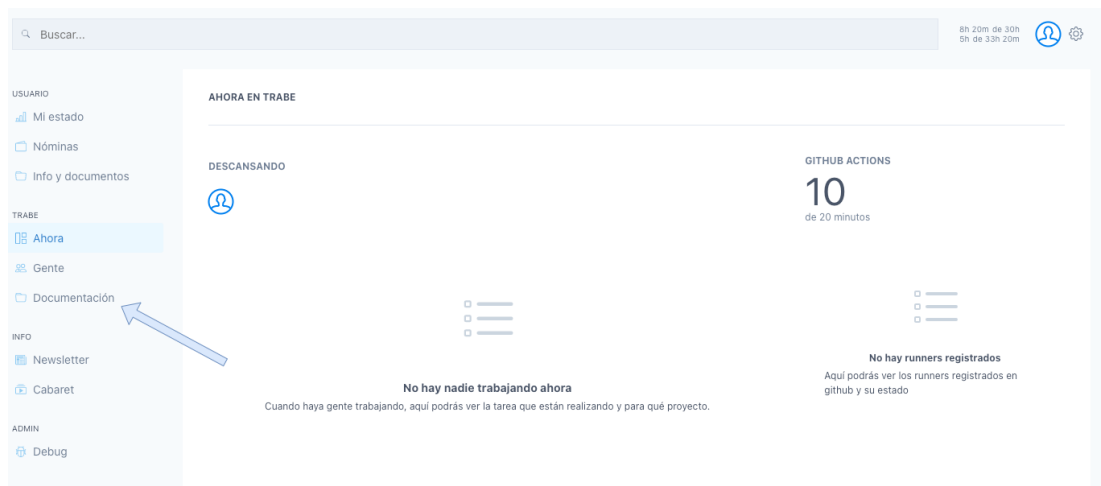 Buscar...
8h 20m de 30h
5h de 33h 20m
USUARIO
Mi estado
Nóminas
Info y documentos
TRABE
Ahora
Gente
Documentación
INFO
Newsletter
Cabaret
ADMIN
Debug
AHORA EN TRABE
DESCANSANDO
No hay nadie trabajando ahora
Cuando haya gente trabajando, aquí podrás ver la tarea que están realizando y para qué proyecto.
GITHUB ACTIONS
10
de 20 minutos
No hay runners registrados
Aquí podrás ver los runners registrados en
github y su estado